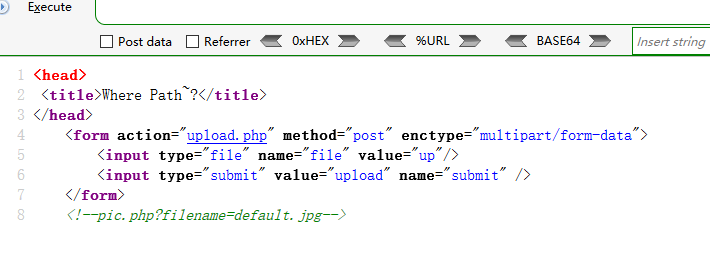 Execute
Post data Referrer 0xHEX %URL BASE64 Insert string
1 <head>
2 <title>Where Path~?</title>
3 </head>
4 <form action="upload.php" method="post" enctype="multipart/form-data">
5 <input type="file" name="file" value="up"/>
6 <input type="submit" value="upload" name="submit" />
7 </form>
8 <!--pic.php?filename=default.jpg-->